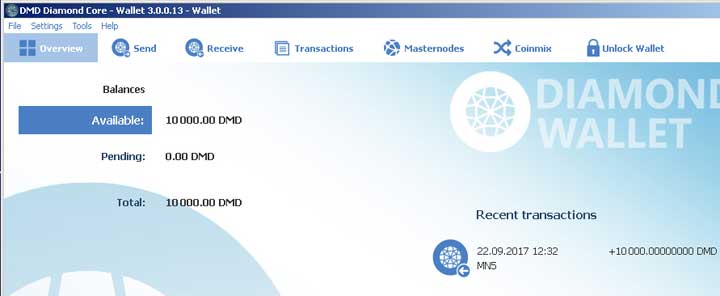 DMD Diamond Core - Wallet 3.0.0.13 - Wallet
File Settings Tools Help
Overview Send Receive Transactions Masternodes Coinmix Unlock Wallet
Balances
Available: 10 000.00 DMD
Pending: 0.00 DMD
Total: 10 000.00 DMD
DIAMOND
WALLET
Recent transactions
22.09.2017 12:32 +10 000.00000000 DMD
MN5